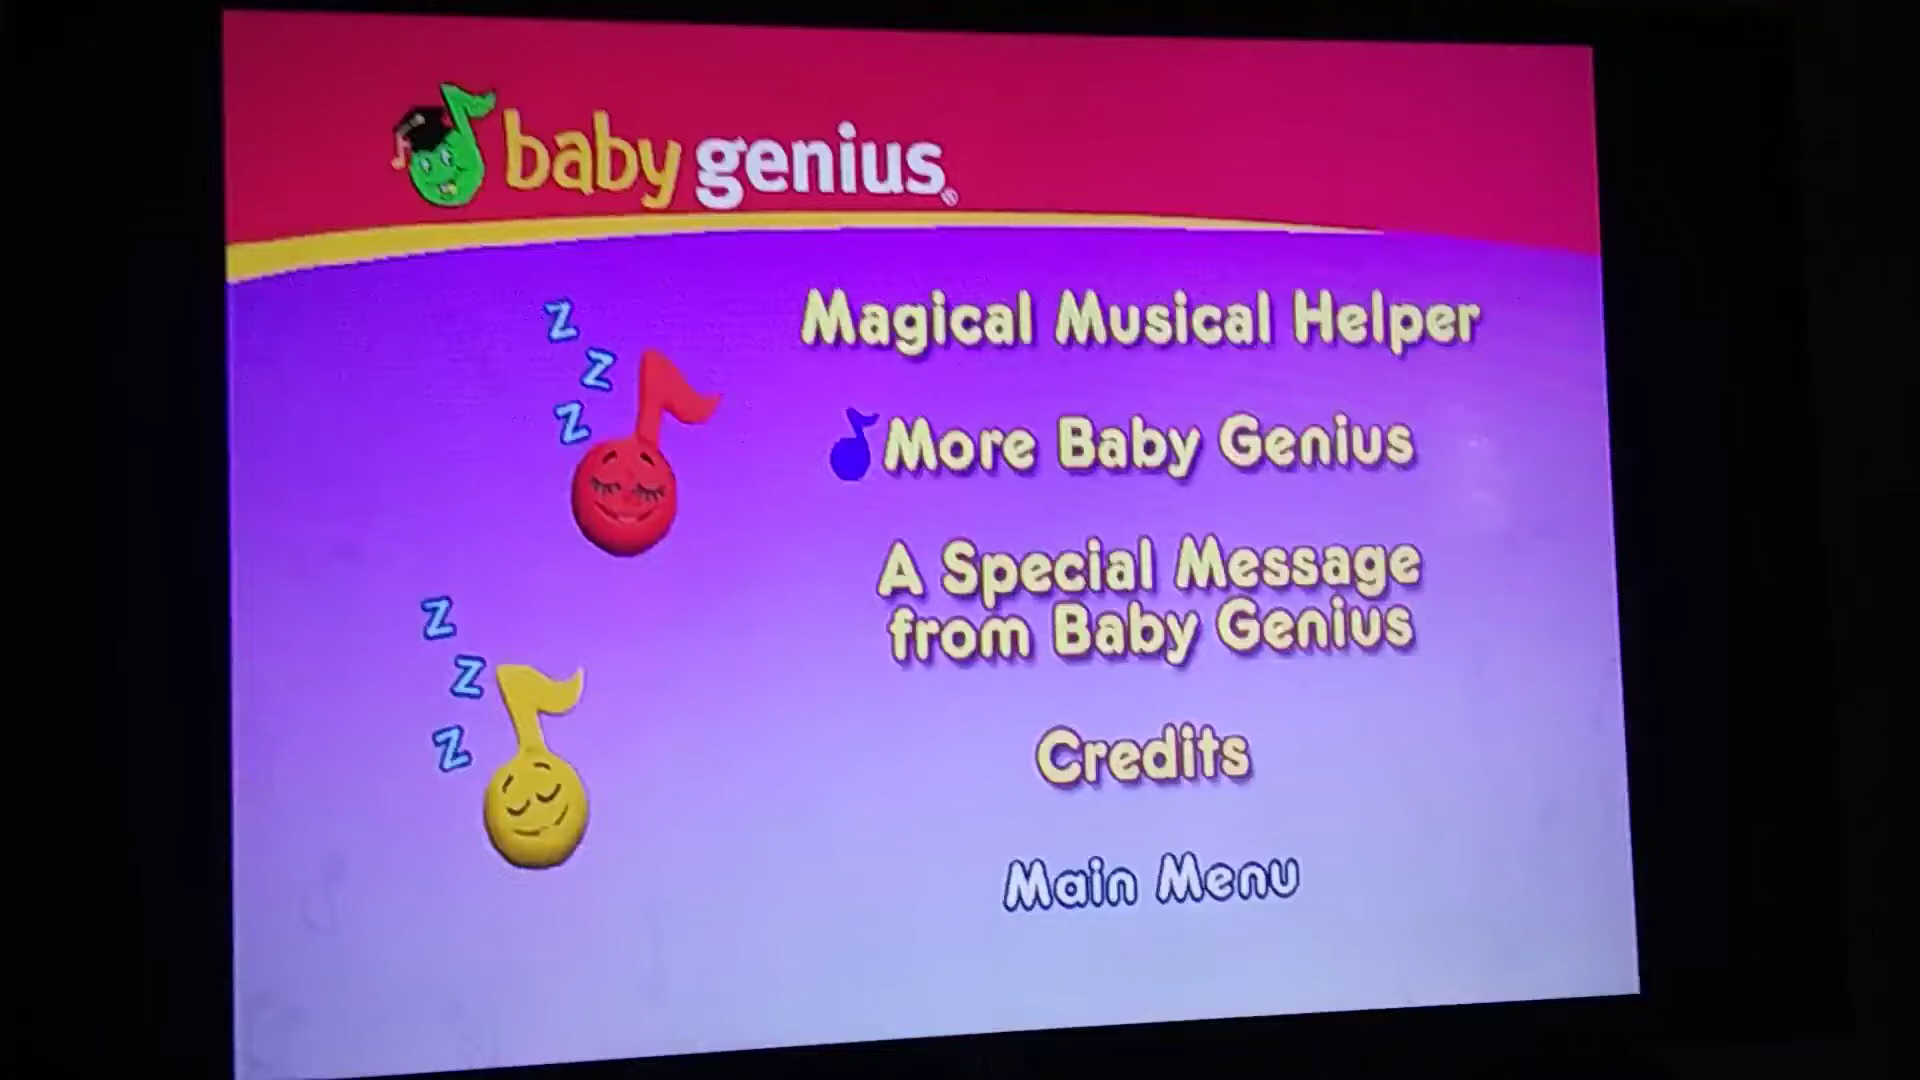 baby genius®
Z
Z
Z
Magical Musical Helper
More Baby Genius
A Special Message
from Baby Genius
Z
Z
Z
Credits
Main Menu